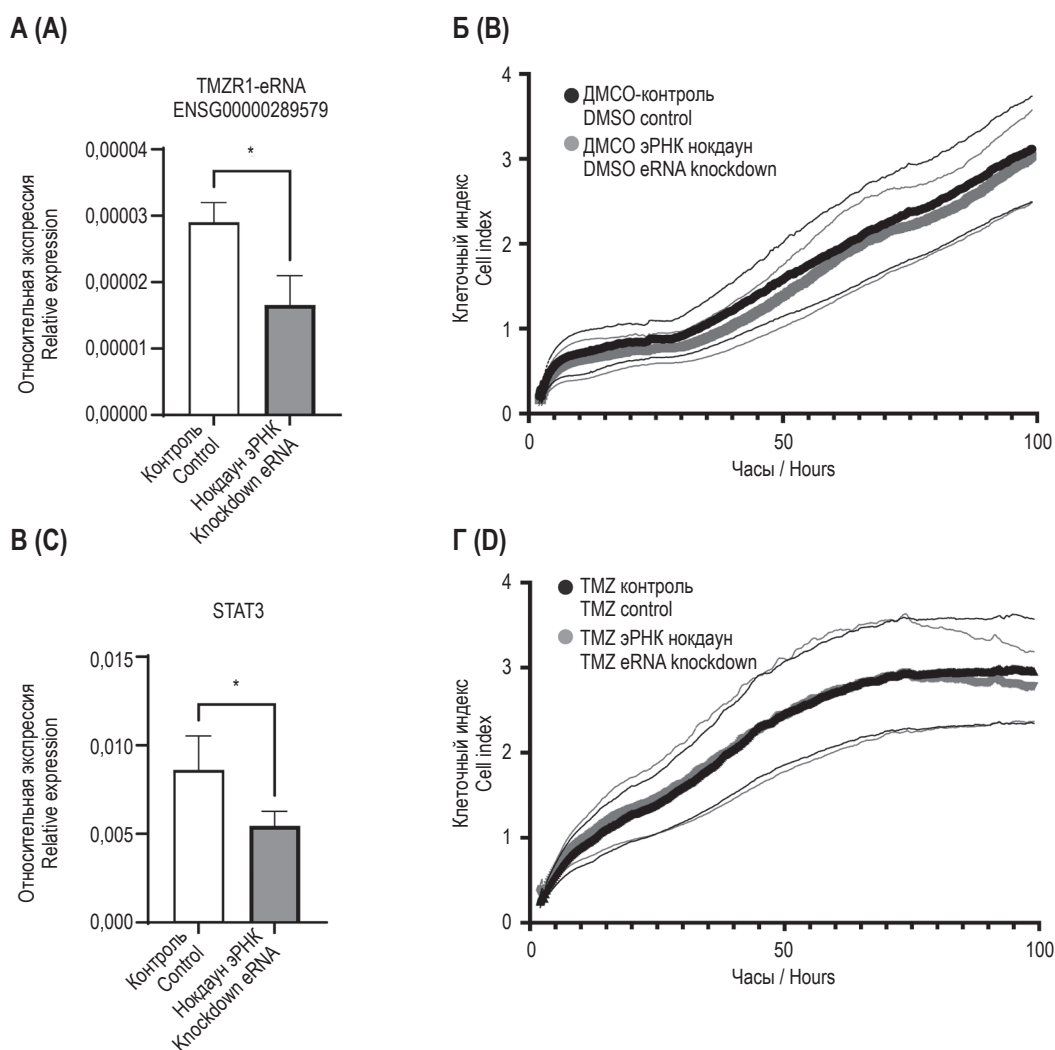 А (A)
TMZR1-eRNA
ENSG00000289579
*
Относительная экспрессия
Relative expression
0,00004
0,00003
0,00002
0,00001
0,00000
Контроль
Control
Нокдаун эРНК
Knockdown eRNA
Б (B)
ДМСО-контроль
DMSO control
ДМСО эРНК нокдаун
DMSO eRNA knockdown
Клеточный индекс
Cell index
4
3
2
1
0
0 50 100
Часы / Hours
В (C)
STAT3
*
Относительная экспрессия
Relative expression
0,015
0,010
0,005
0,000
Контроль
Control
Нокдаун эРНК
Knockdown eRNA
Г (D)
TMZ контроль
TMZ control
TMZ эРНК нокдаун
TMZ eRNA knockdown
Клеточный индекс
Cell index
4
3
2
1
0
0 50 100
Часы / Hours